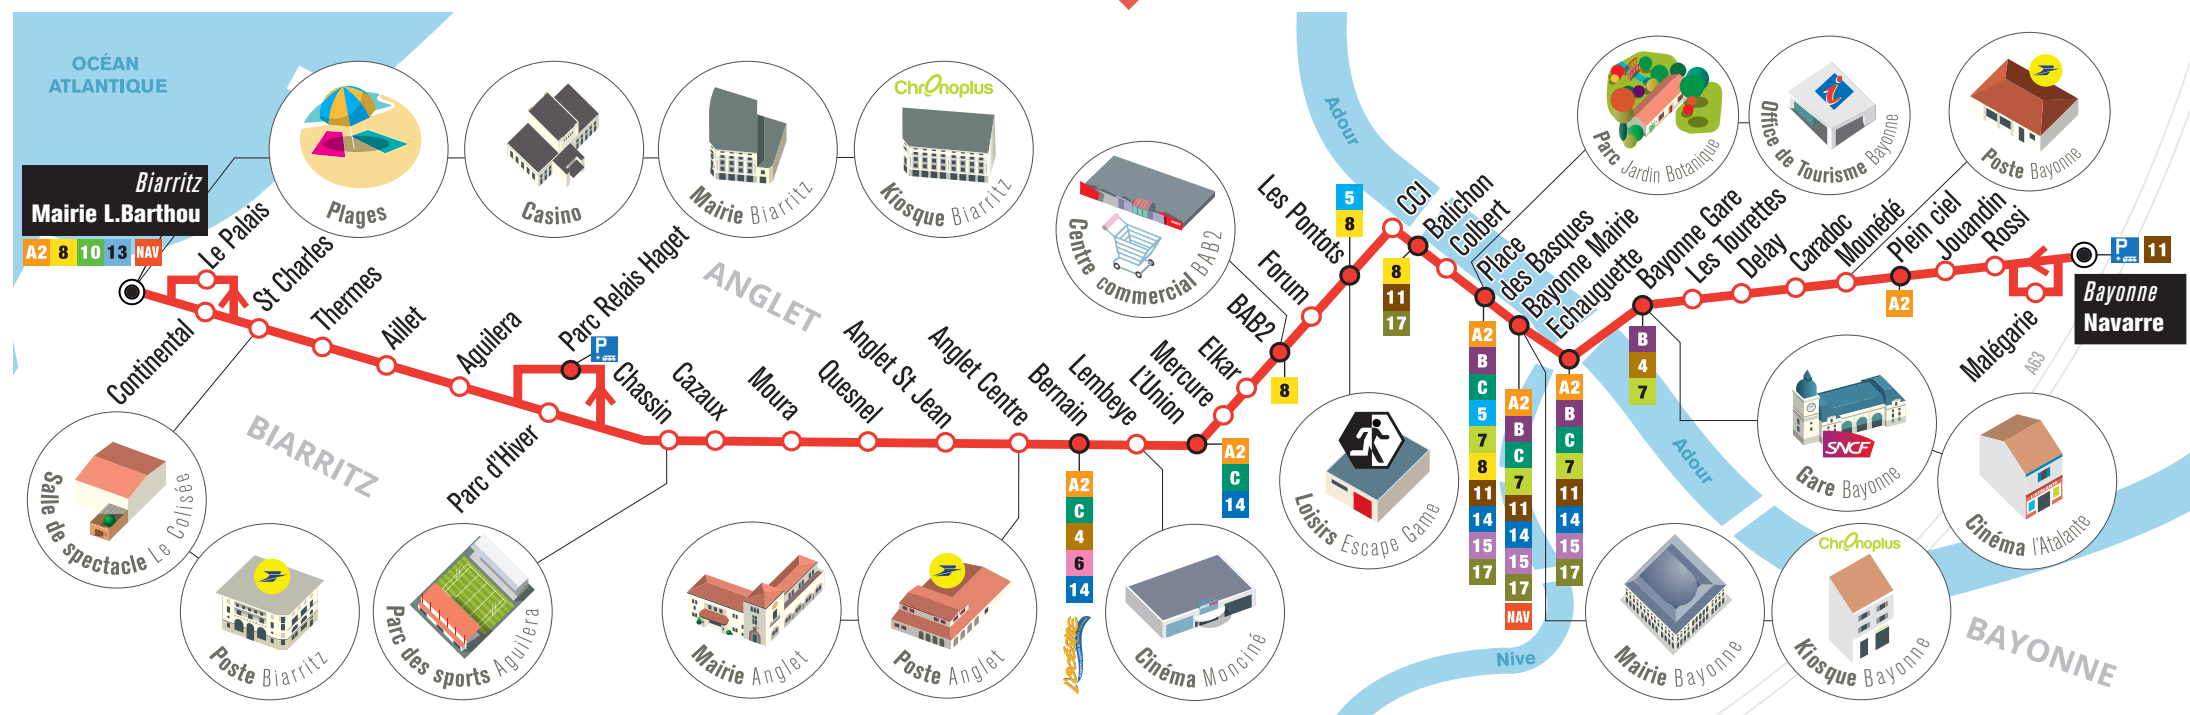 OCÉAN
ATLANTIQUE
Biarritz
Mairie L.Barthou
A2 8 10 13 NAV
Plages
Casino
Mairie Biarritz
Chronoplus
Kiosque Biarritz
Centre commercial BAB2
Adour
Parc Jardin Botanique
Office de Tourisme Bayonne
Poste Bayonne
Le Palais
Continental
St Charles
Thermes
Aillet
Aguilera
Parc Relais Haget
P
Parc d'Hiver
Chassin
Cazaux
Moura
Quesnel
Anglet St Jean
Anglet Centre
Bernain
A2
C
4
6
14
Lembeye
L'Union
A2
C
14
Mercure
Elkar
BAB2
8
Forum
Les Pontots
5
8
CCI
Balichon
8
11
17
Colbert
Place
des Basques
A2
B
C
5
7
8
11
14
15
17
Bayonne Mairie
A2
B
C
7
11
14
15
17
NAV
Echauguette
A2
B
C
7
11
14
15
17
Bayonne Gare
B
4
7
Les Tourettes
Delay
Caradoc
Mounédé
Plein ciel
A2
Jouandin
Rossi
Malégarie
P 11
Bayonne
Navarre
A63
ANGLET
BIARRITZ
BAYONNE
Salle de spectacle Le Colisée
Poste Biarritz
Parc des sports Aguilera
Mairie Anglet
Poste Anglet
Cinéma Monciné
Loisirs Escape Game
Nive
Adour
SNCF
Gare Bayonne
Cinéma l'Atalante
Mairie Bayonne
Chronoplus
Kiosque Bayonne